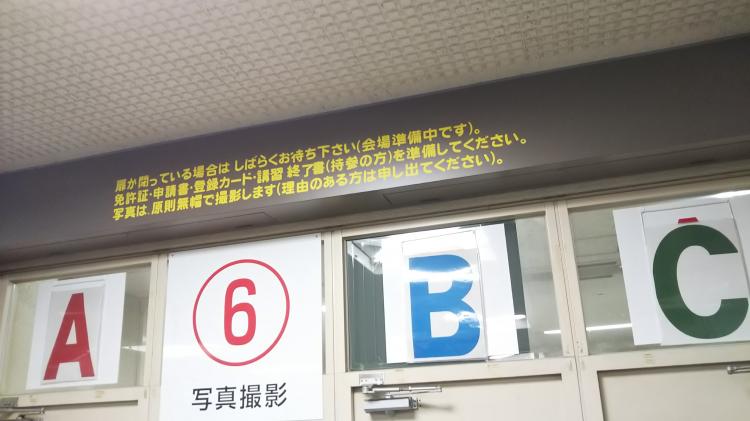 扉が閉っている場合は しばらくお待ち下さい(会場準備中です)。
免許証・申請書・登録カード・講習 終了書(持参の方)を準備してください。
写真は、原則無帽で撮影します(理由のある方は申し出てください)。
A
6
写真撮影
B
C